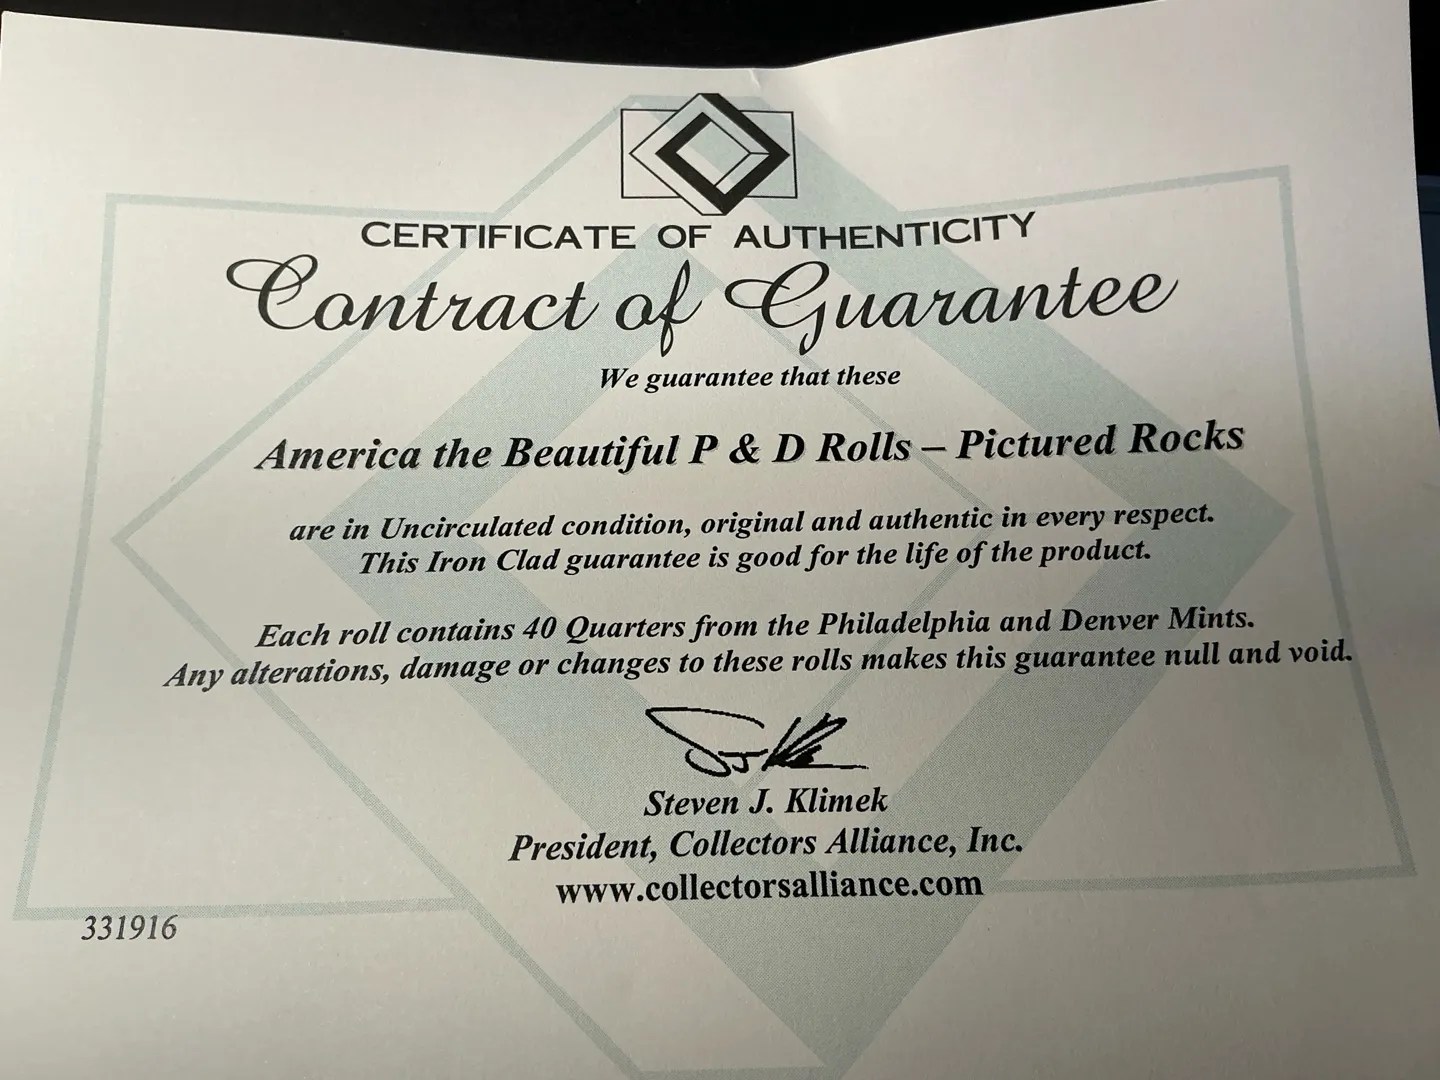 CERTIFICATE OF AUTHENTICITY
Contract of Guarantee
We guarantee that these
America the Beautiful P & D Rolls – Pictured Rocks
are in Uncirculated condition, original and authentic in every respect.
This Iron Clad guarantee is good for the life of the product.
Each roll contains 40 Quarters from the Philadelphia and Denver Mints.
Any alterations, damage or changes to these rolls makes this guarantee null and void.
Steven J. Klimek
President, Collectors Alliance, Inc.
www.collectorsalliance.com
331916